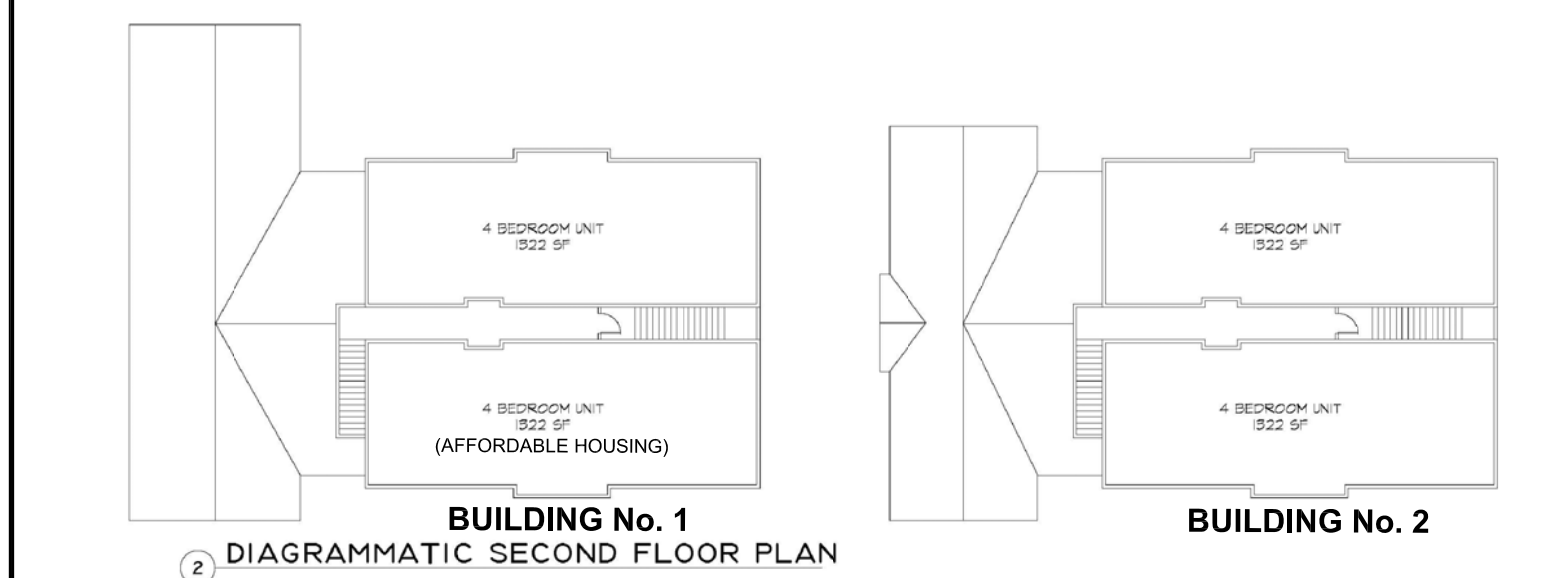 4 BEDROOM UNIT
1322 SF
4 BEDROOM UNIT
1322 SF
(AFFORDABLE HOUSING)
BUILDING No. 1
4 BEDROOM UNIT
1322 SF
4 BEDROOM UNIT
1322 SF
BUILDING No. 2
2 DIAGRAMMATIC SECOND FLOOR PLAN